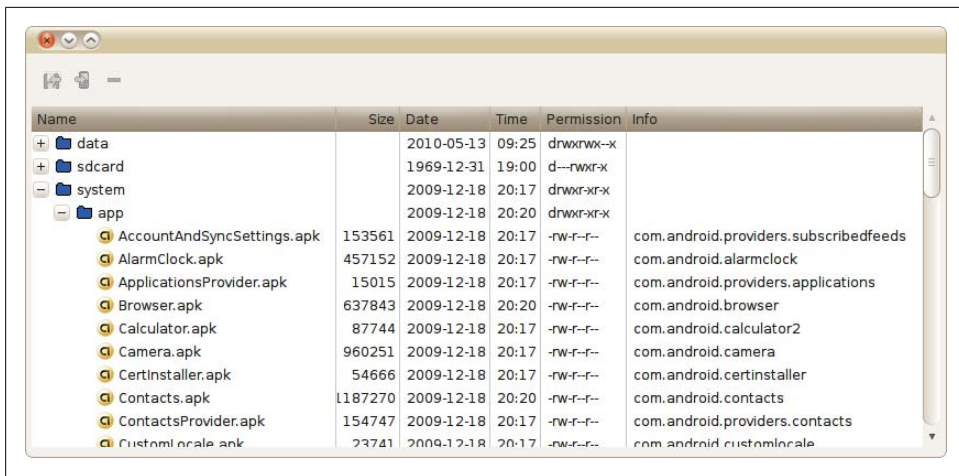 Name Size Date Time Permission Info
data 2010-05-13 09:25 drwxrwx--x
sdcard 1969-12-31 19:00 d---rwxr-x
system 2009-12-18 20:17 drwxr-xr-x
app 2009-12-18 20:20 drwxr-xr-x
AccountAndSyncSettings.apk 153561 2009-12-18 20:17 -rw-r--r-- com.android.providers.subscribedfeeds
AlarmClock.apk 457152 2009-12-18 20:17 -rw-r--r-- com.android.alarmclock
ApplicationsProvider.apk 15015 2009-12-18 20:17 -rw-r--r-- com.android.providers.applications
Browser.apk 637843 2009-12-18 20:20 -rw-r--r-- com.android.browser
Calculator.apk 87744 2009-12-18 20:17 -rw-r--r-- com.android.calculator2
Camera.apk 960251 2009-12-18 20:17 -rw-r--r-- com.android.camera
CertInstaller.apk 54666 2009-12-18 20:17 -rw-r--r-- com.android.certinstaller
Contacts.apk 1187270 2009-12-18 20:20 -rw-r--r-- com.android.contacts
ContactsProvider.apk 154747 2009-12-18 20:17 -rw-r--r-- com.android.providers.contacts
CustomLocale.apk 23741 2009-12-18 20:17 -rw-r--r-- com.android.customlocale